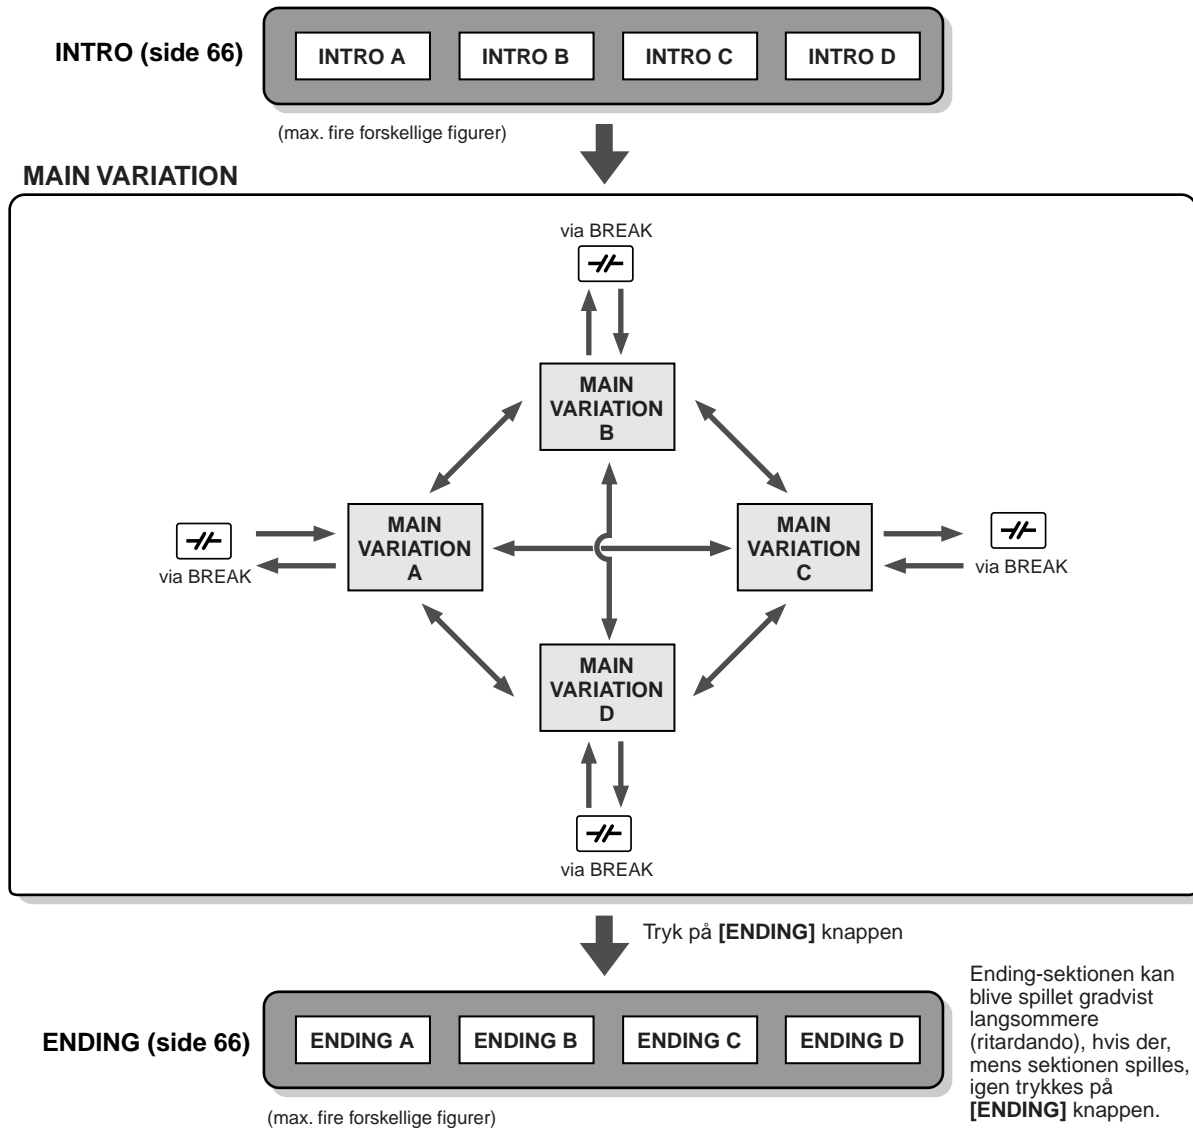 INTRO (side 66)
INTRO A
INTRO B
INTRO C
INTRO D
(max. fire forskellige figurer)
MAIN VARIATION
via BREAK
MAIN
VARIATION
B
via BREAK
MAIN
VARIATION
A
MAIN
VARIATION
C
via BREAK
MAIN
VARIATION
D
via BREAK
Tryk på [ENDING] knappen
ENDING (side 66)
ENDING A
ENDING B
ENDING C
ENDING D
(max. fire forskellige figurer)
Ending-sektionen kan
blive spillet gradvist
langsommere
(ritardando), hvis der,
mens sektionen spilles,
igen trykkes på
[ENDING] knappen.